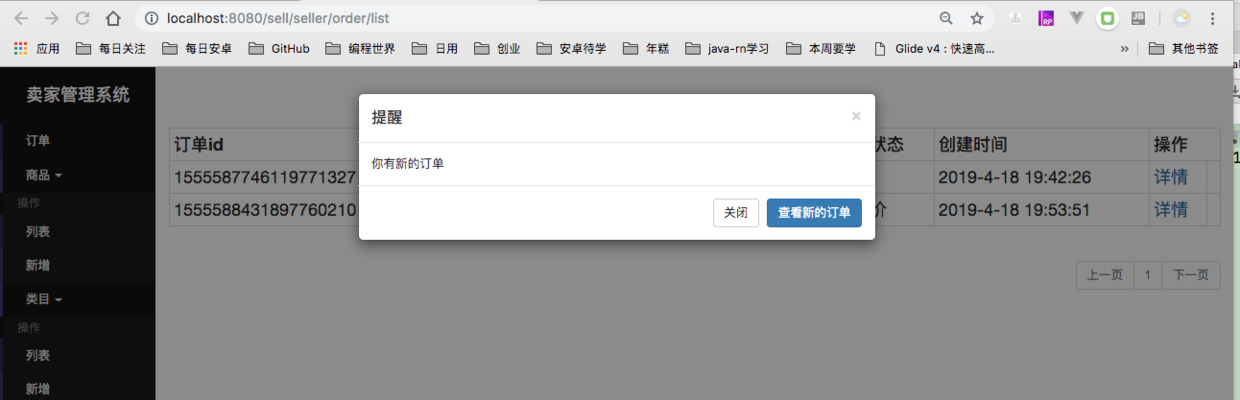 localhost:8080/sell/seller/order/list
应用 每日关注 每日安卓 GitHub 编程世界 日用 创业 安卓待学 年糕 java-rn学习 本周要学 Glide v4 : 快速高... » 其他书签
卖家管理系统
订单
商品
操作
列表
新增
类目
操作
列表
新增
提醒 ×
你有新的订单
关闭 查看新的订单
订单id 状态 创建时间 操作
1555587746119771327 2019-4-18 19:42:26 详情
1555588431897760210 价 2019-4-18 19:53:51 详情
上一页 1 下一页